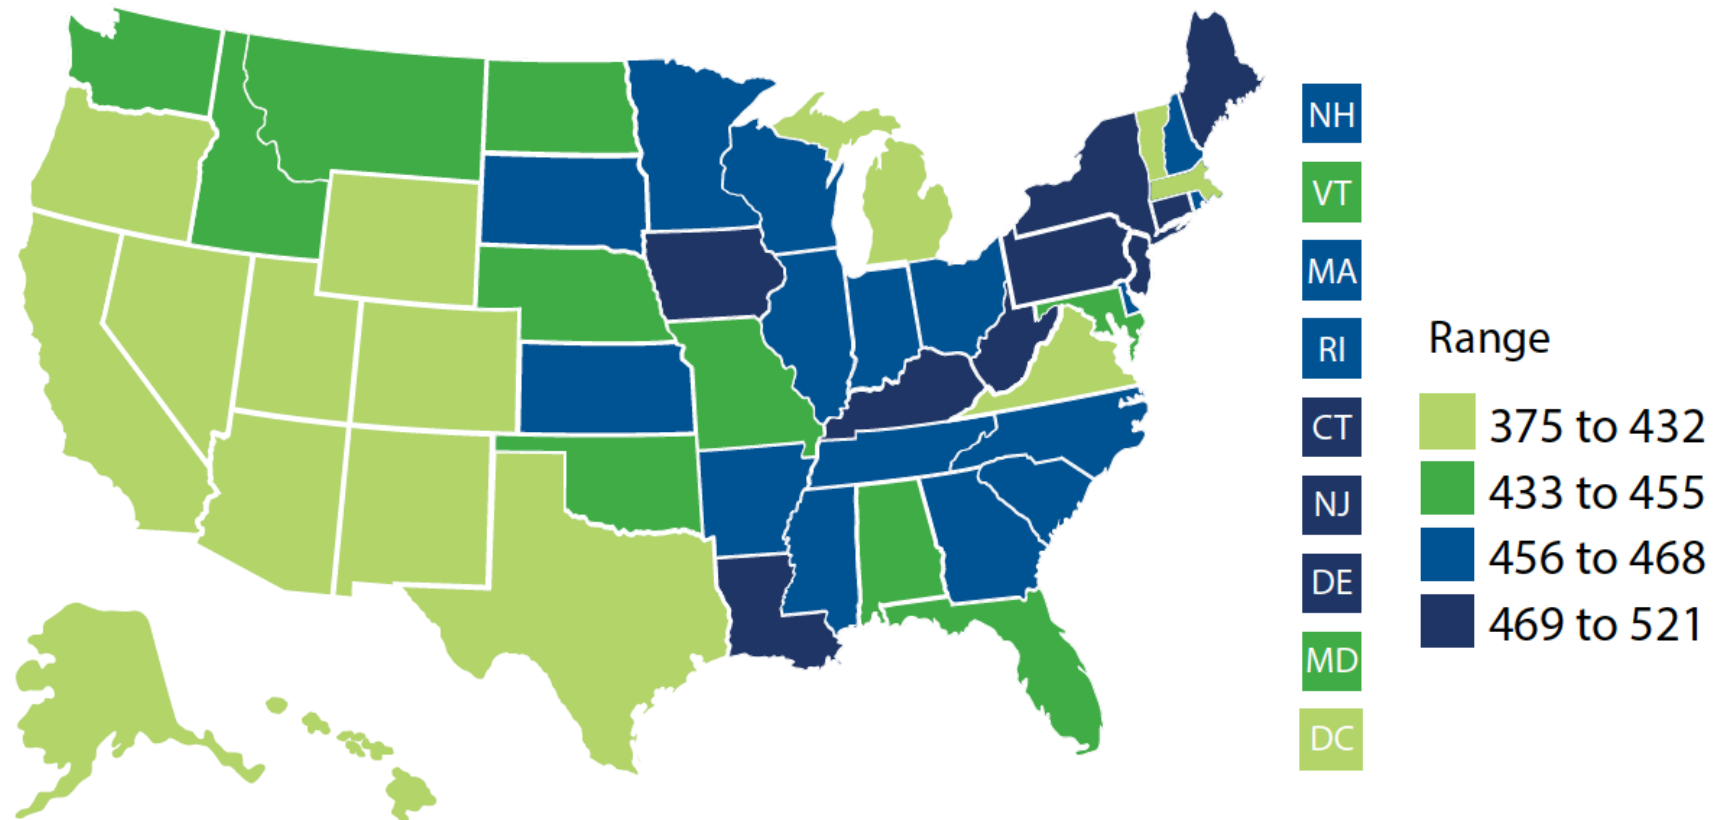 NH
VT
MA
RI
CT
NJ
DE
MD
DC
Range
375 to 432
433 to 455
456 to 468
469 to 521